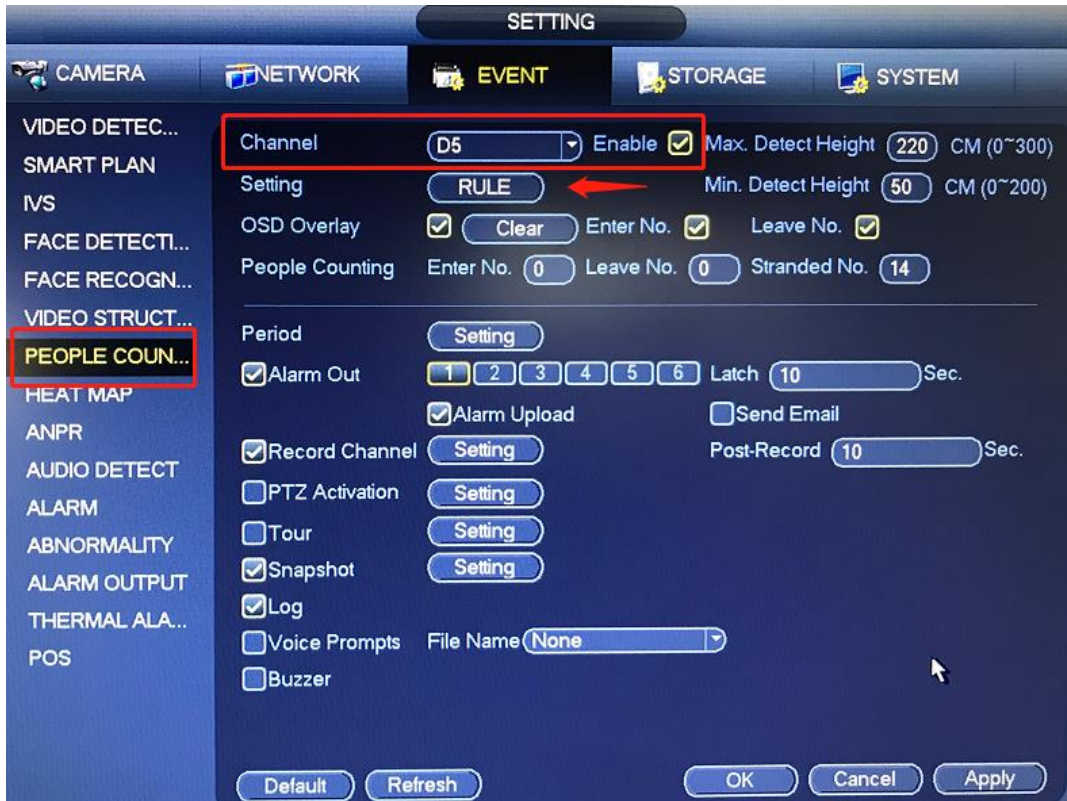 SETTING
CAMERA NETWORK EVENT STORAGE SYSTEM
VIDEO DETEC...
SMART PLAN
IVS
FACE DETECTI...
FACE RECOGN...
VIDEO STRUCT...
PEOPLE COUN...
HEAT MAP
ANPR
AUDIO DETECT
ALARM
ABNORMALITY
ALARM OUTPUT
THERMAL ALA...
POS
Channel D5 Enable Max. Detect Height 220 CM (0~300)
Setting RULE Min. Detect Height 50 CM (0~200)
OSD Overlay Clear Enter No. Leave No.
People Counting Enter No. 0 Leave No. 0 Stranded No. 14
Period Setting
Alarm Out 1 2 3 4 5 6 Latch 10 Sec.
Alarm Upload Send Email
Record Channel Setting Post-Record 10 Sec.
PTZ Activation Setting
Tour Setting
Snapshot Setting
Log
Voice Prompts File Name None
Buzzer
Default Refresh OK Cancel Apply